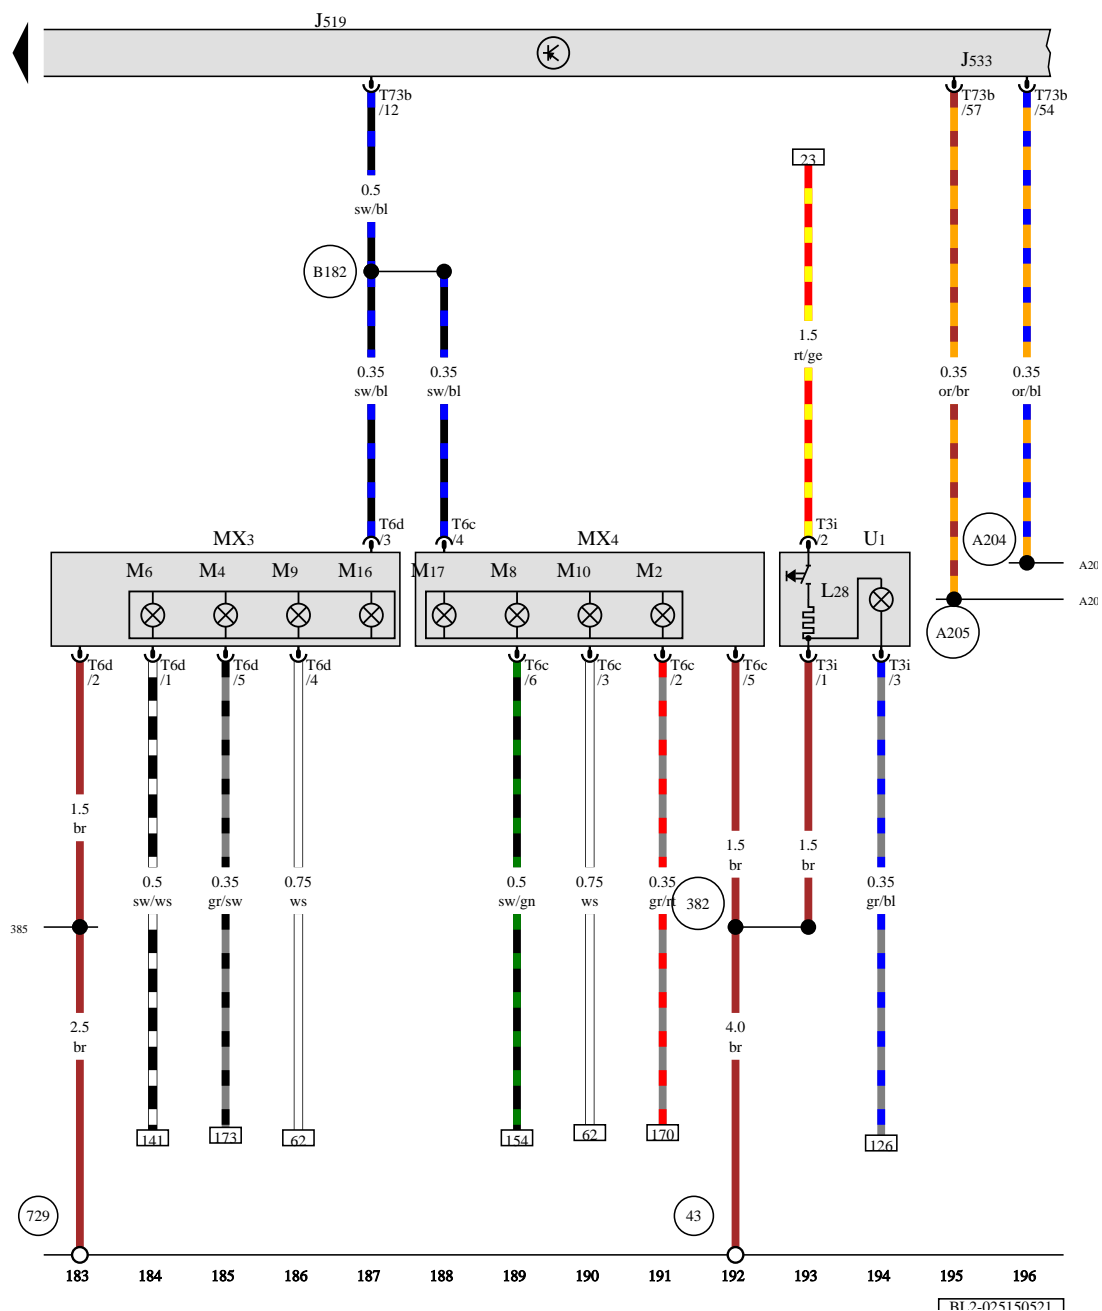 J519
J533
T73b
/12
T73b
/57
T73b
/54
23
0.5
sw/bl
B182
1.5
rt/ge
0.35
sw/bl
0.35
sw/bl
0.35
or/br
0.35
or/bl
T6d
/3
T6c
/4
T3i
/2
MX3
MX4
U1
A204
A20
M6
M4
M9
M16
M17
M8
M10
M2
L28
A20
A205
T6d
/2
T6d
/1
T6d
/5
T6d
/4
T6c
/6
T6c
/3
T6c
/2
T6c
/5
T3i
/1
T3i
/3
1.5
br
1.5
br
1.5
br
0.5
sw/ws
0.35
gr/sw
0.75
ws
0.5
sw/gn
0.75
ws
0.35
gr/rt
382
0.35
gr/bl
385
2.5
br
4.0
br
141
173
62
154
62
170
126
729
43
183 184 185 186 187 188 189 190 191 192 193 194 195 196
BL2-025150521